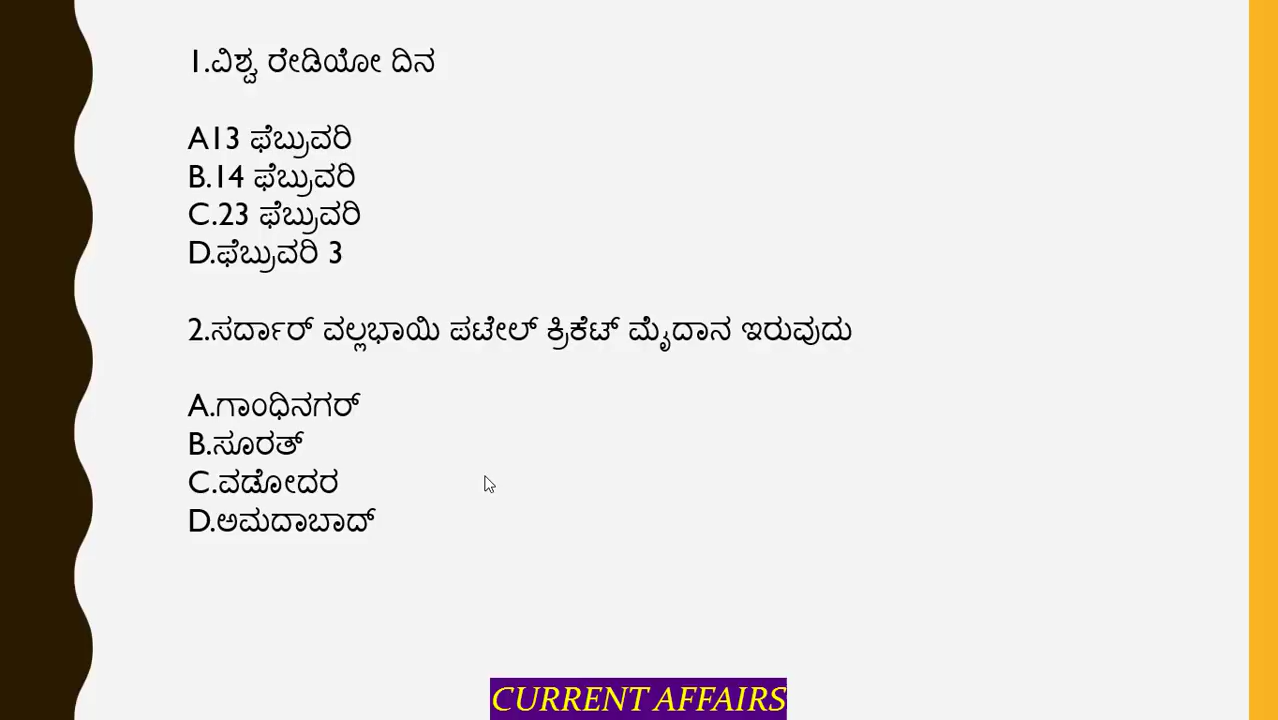 1.ವಿಶ್ವ ರೇಡಿಯೋ ದಿನ
A13 ಫೆಬ್ರುವರಿ
B.14 ಫೆಬ್ರುವರಿ
C.23 ಫೆಬ್ರುವರಿ
D.ಫೆಬ್ರುವರಿ 3
2.ಸರ್ದಾರ್ ವಲ್ಲಭಾಯಿ ಪಟೇಲ್ ಕ್ರಿಕೆಟ್ ಮೈದಾನ ಇರುವುದು
A.ಗಾಂಧಿನಗರ್
B.ಸೂರತ್
C.ವಡೋದರ
D.ಅಮದಾಬಾದ್
CURRENT AFFAIRS